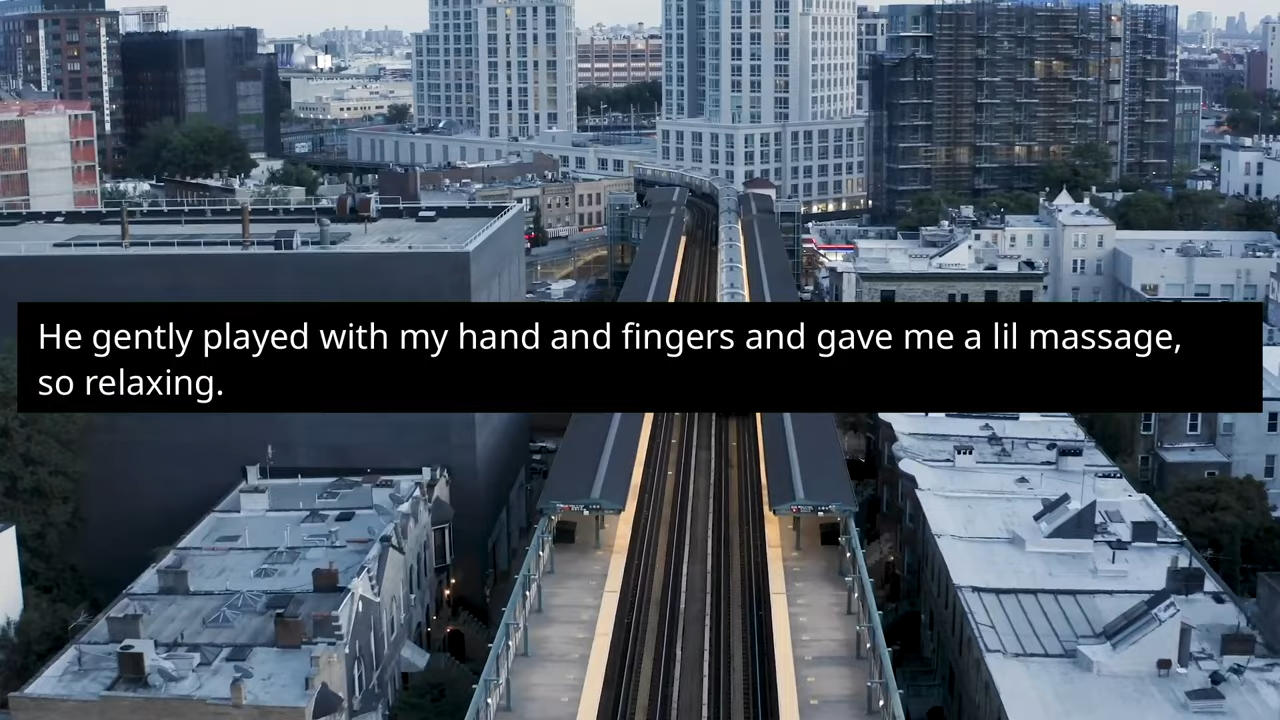 He gently played with my hand and fingers and gave me a lil massage,
so relaxing.